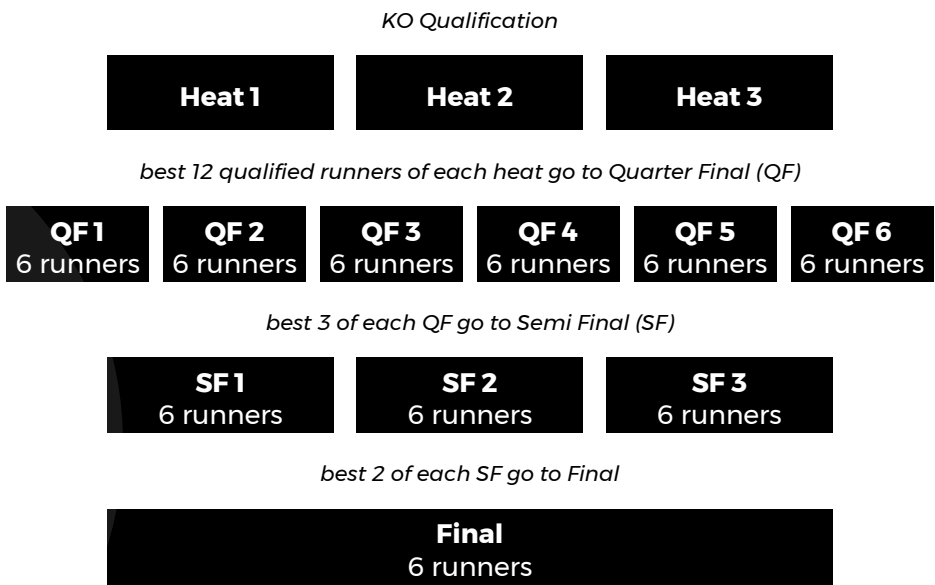 KO Qualification
Heat 1
Heat 2
Heat 3
best 12 qualified runners of each heat go to Quarter Final (QF)
QF 1
6 runners
QF 2
6 runners
QF 3
6 runners
QF 4
6 runners
QF 5
6 runners
QF 6
6 runners
best 3 of each QF go to Semi Final (SF)
SF 1
6 runners
SF 2
6 runners
SF 3
6 runners
best 2 of each SF go to Final
Final
6 runners